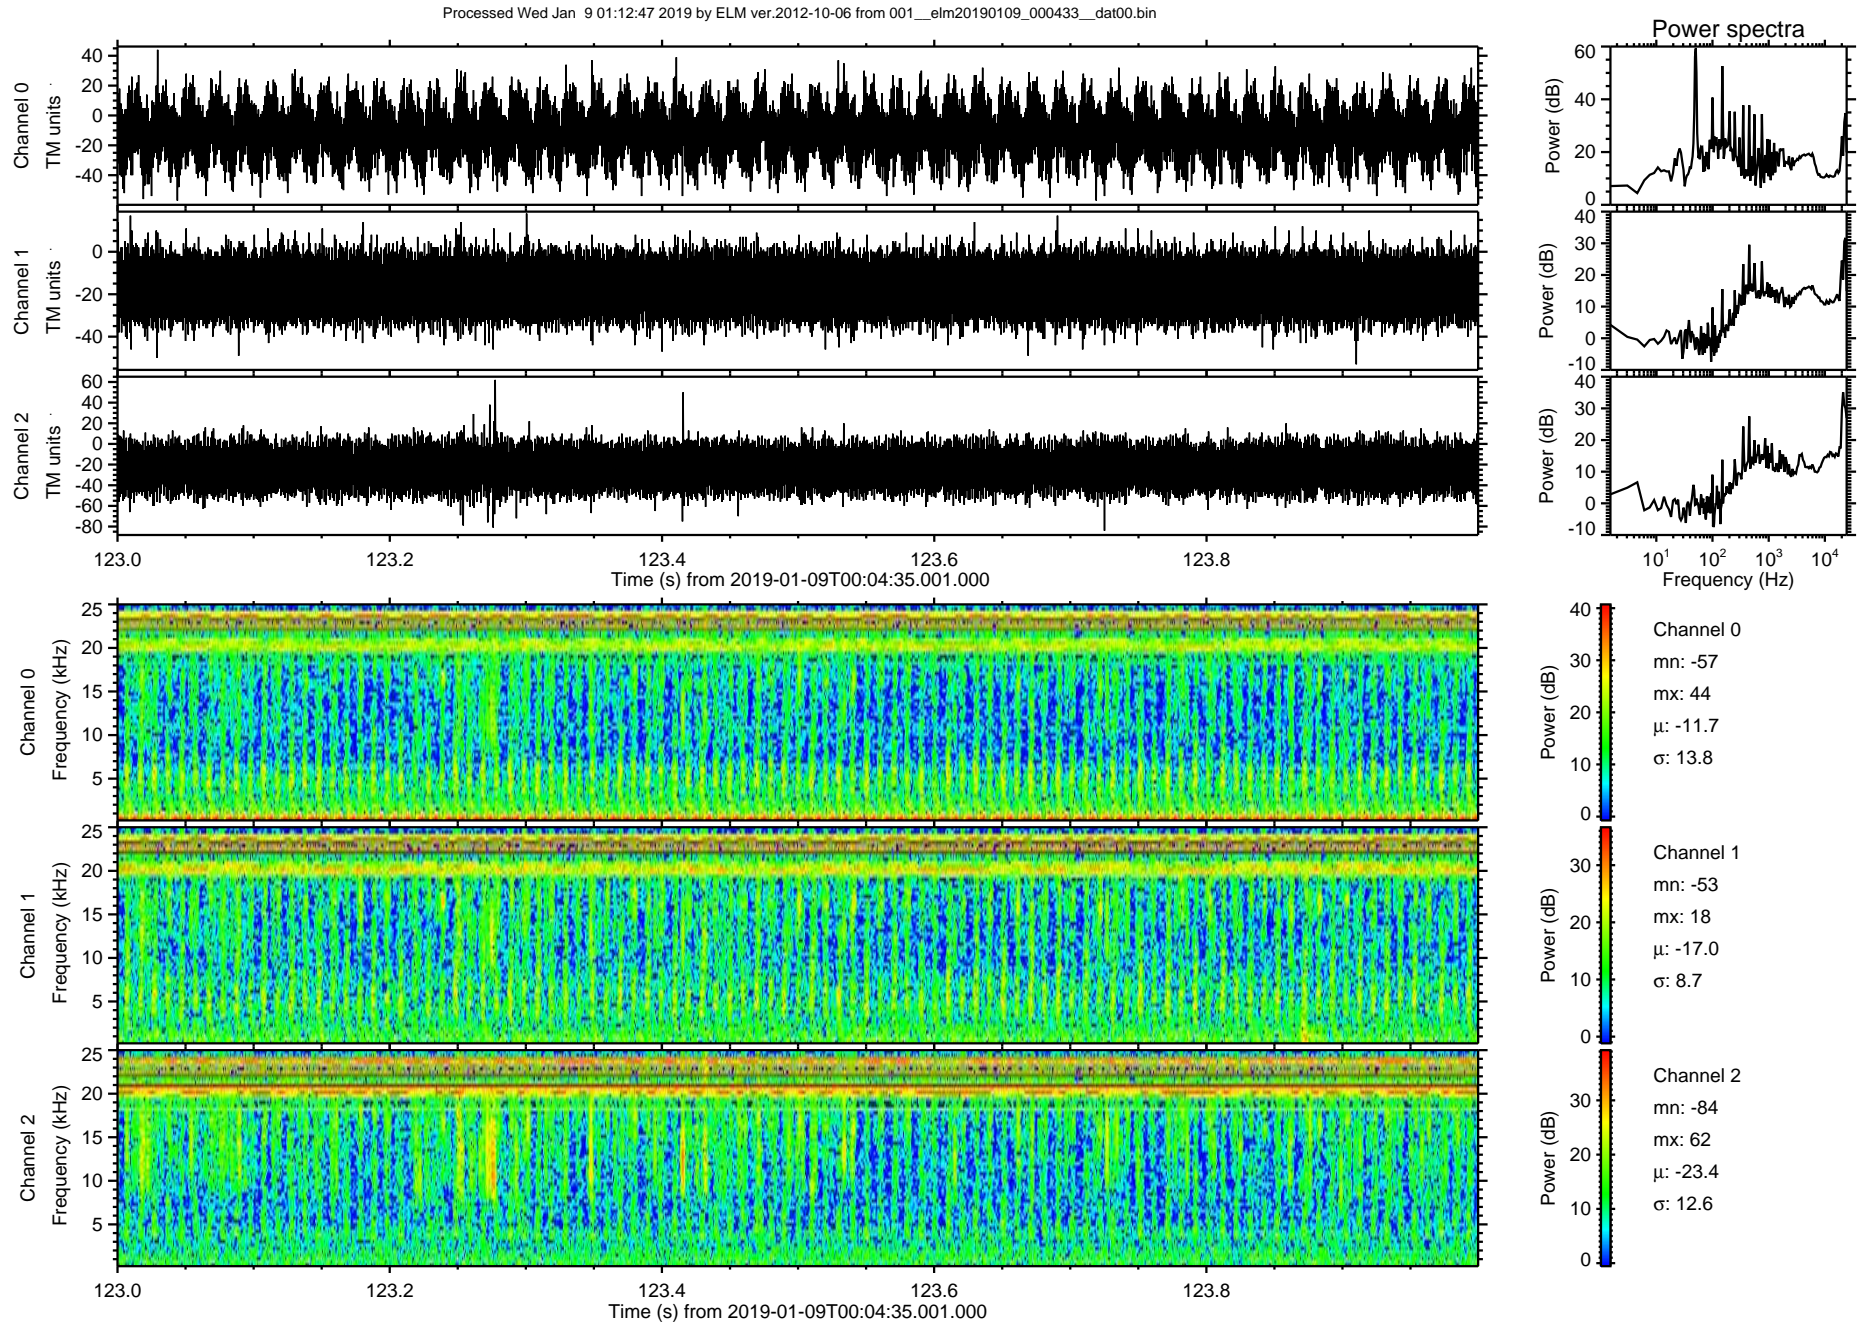 Processed Wed Jan  9 01:12:47 2019 by ELM ver.2012-10-06 from 001__elm20190109_000433__dat00.bin
Power spectra
Channel 0
TM units
40
20
0
-20
-40
Power (dB)
60
40
20
0
Channel 1
TM units
0
-20
-40
Power (dB)
40
30
20
10
0
-10
Channel 2
TM units
60
40
20
0
-20
-40
-60
-80
Power (dB)
40
30
20
10
0
-10
123.0 123.2 123.4 123.6 123.8
Time (s) from 2019-01-09T00:04:35.001.000
10¹ 10² 10³ 10⁴
Frequency (Hz)
Channel 0
Frequency (kHz)
25
20
15
10
5
Power (dB)
40
30
20
10
0
Channel 0
mn: -57
mx: 44
μ: -11.7
σ: 13.8
Channel 1
Frequency (kHz)
25
20
15
10
5
Power (dB)
30
20
10
0
Channel 1
mn: -53
mx: 18
μ: -17.0
σ: 8.7
Channel 2
Frequency (kHz)
25
20
15
10
5
Power (dB)
30
20
10
0
Channel 2
mn: -84
mx: 62
μ: -23.4
σ: 12.6
123.0 123.2 123.4 123.6 123.8
Time (s) from 2019-01-09T00:04:35.001.000